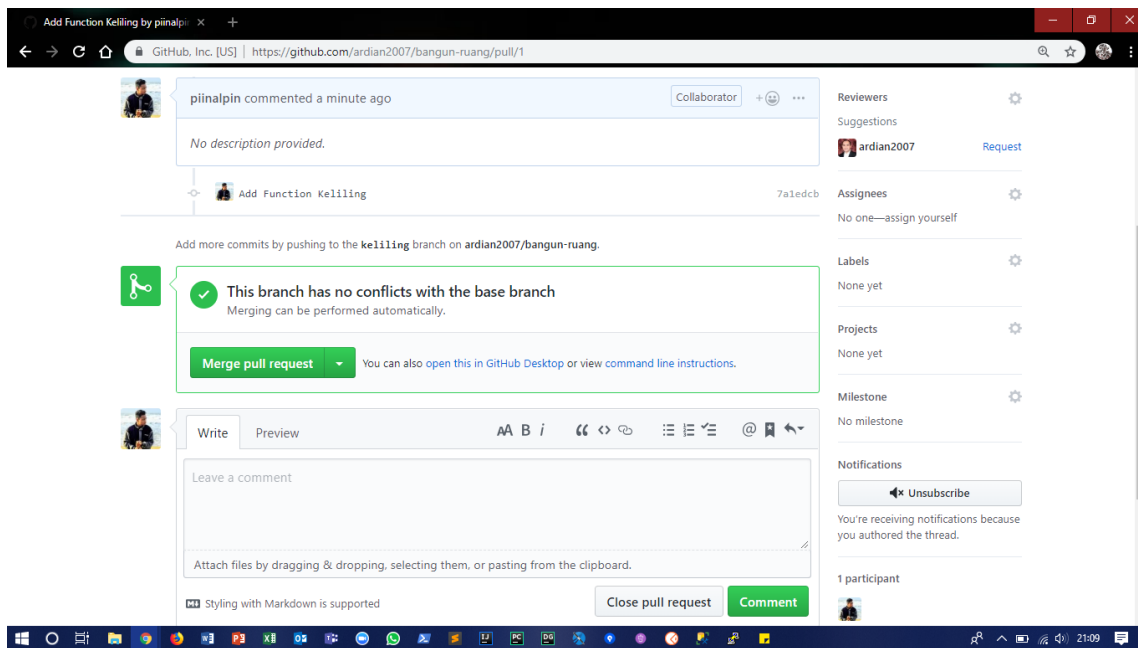 Add Function Keliling by piinalpi
GitHub, Inc. [US] | https://github.com/ardian2007/bangun-ruang/pull/1
piinalpin commented a minute ago
Collaborator
No description provided.
Add Function Keliling
7a1edcb
Add more commits by pushing to the keliling branch on ardian2007/bangun-ruang.
This branch has no conflicts with the base branch
Merging can be performed automatically.
Merge pull request
You can also open this in GitHub Desktop or view command line instructions.
Write
Preview
AA B i
Leave a comment
Attach files by dragging & dropping, selecting them, or pasting from the clipboard.
Styling with Markdown is supported
Close pull request
Comment
Reviewers
Suggestions
ardian2007
Request
Assignees
No one—assign yourself
Labels
None yet
Projects
None yet
Milestone
No milestone
Notifications
Unsubscribe
You're receiving notifications because
you authored the thread.
1 participant
21:09